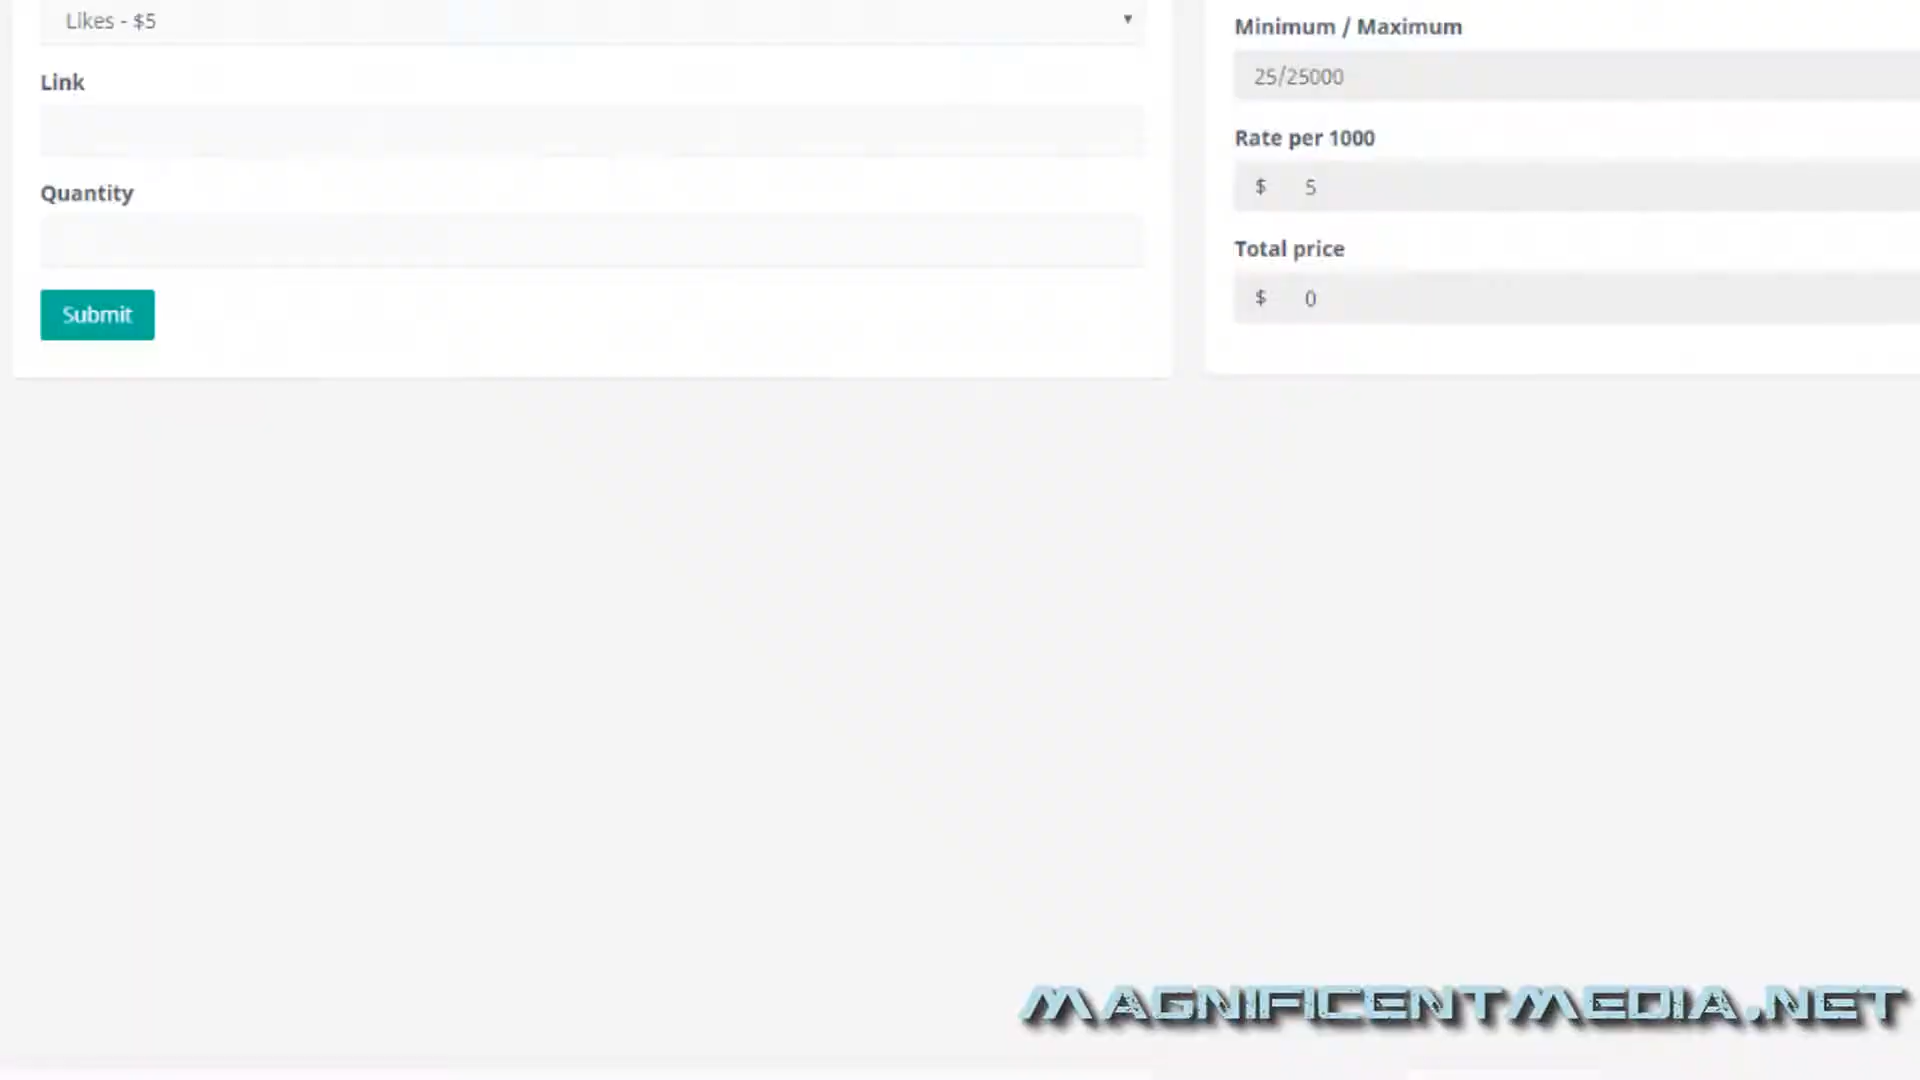 Likes - $5
Link
Quantity
Submit
Minimum / Maximum
25/25000
Rate per 1000
$ 5
Total price
$ 0
MAGNIFICENTMEDIA.NET